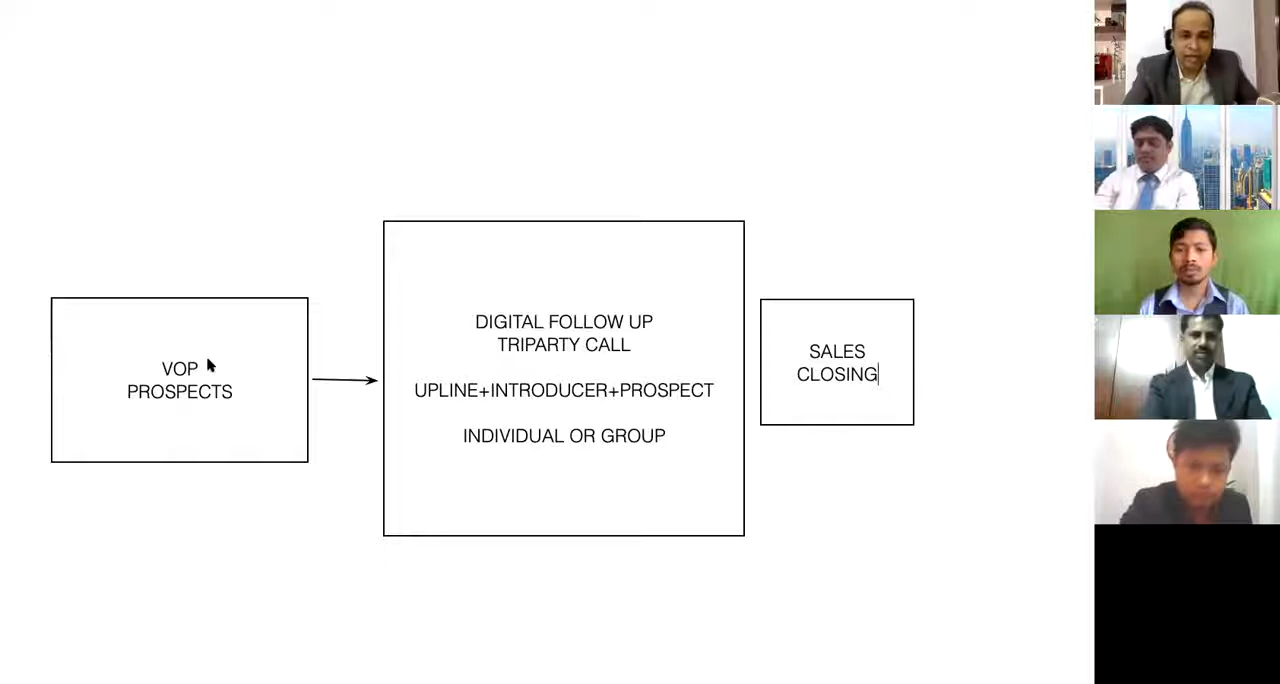 VOP
PROSPECTS
DIGITAL FOLLOW UP
TRIPARTY CALL
UPLINE+INTRODUCER+PROSPECT
INDIVIDUAL OR GROUP
SALES
CLOSING